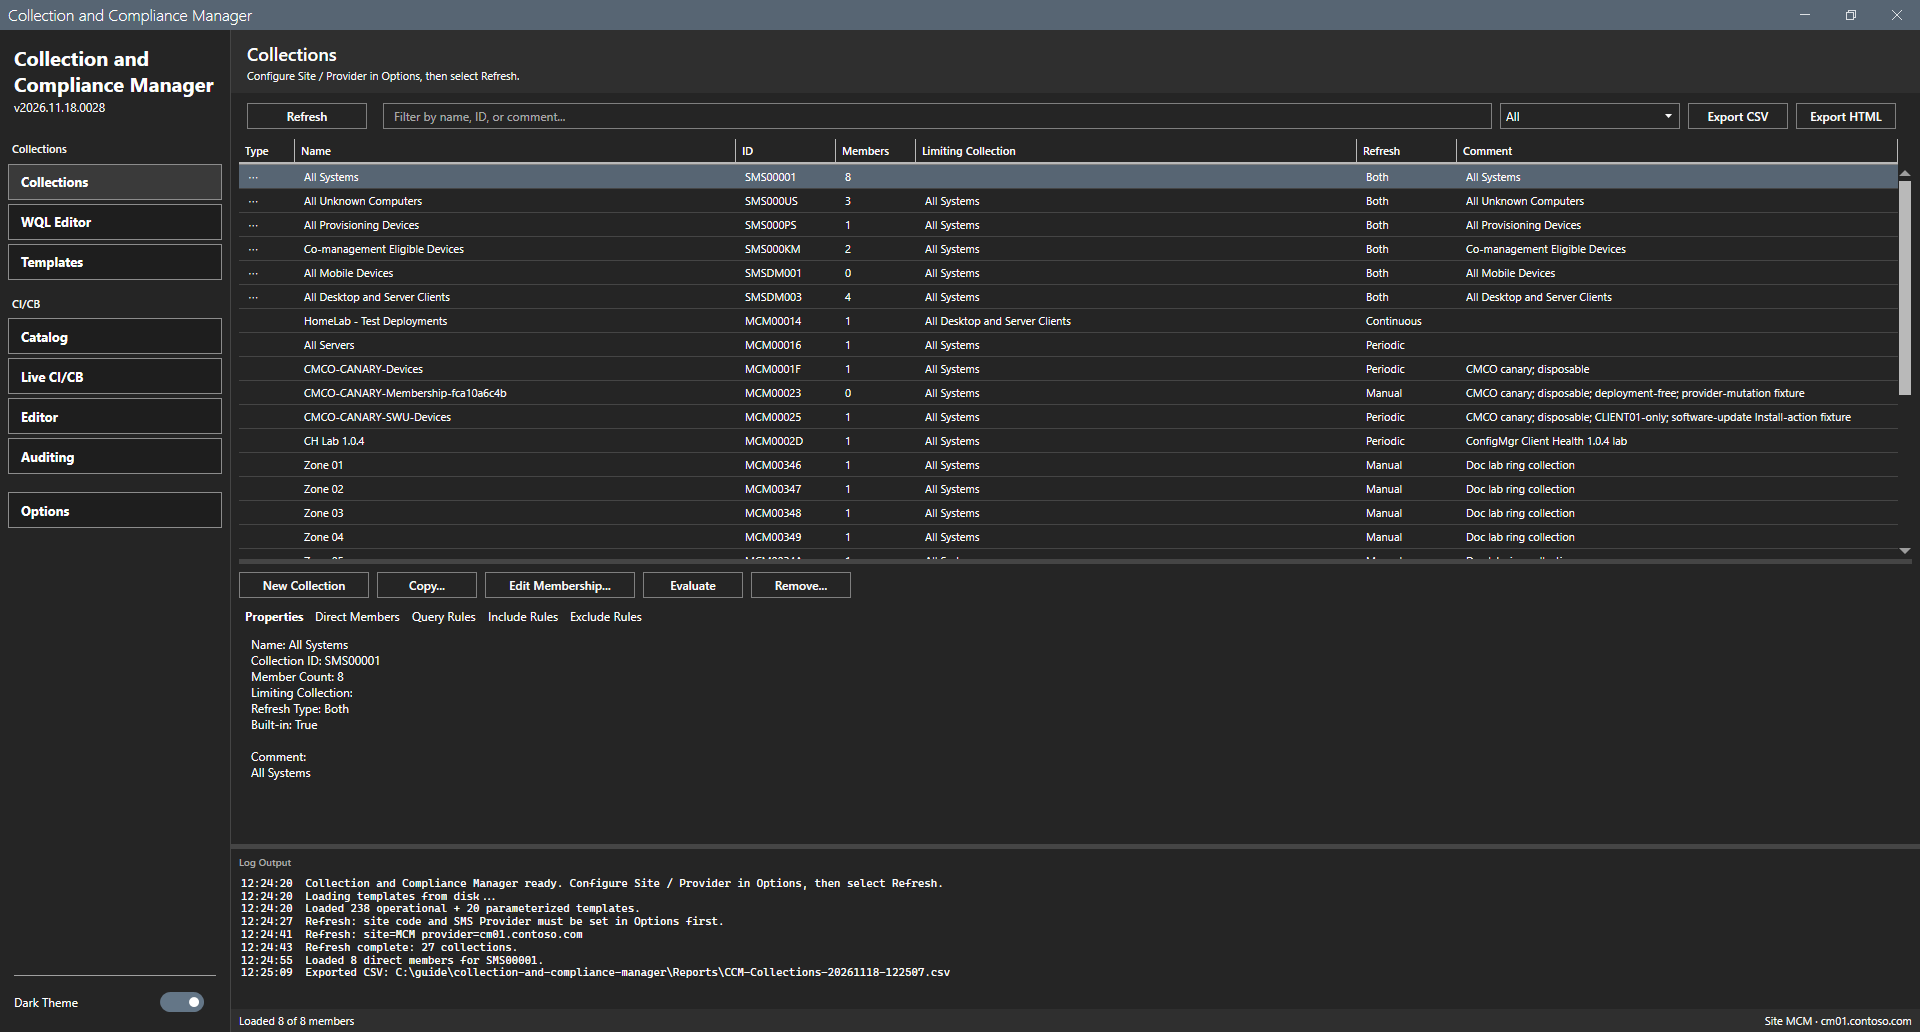 Collection and Compliance Manager
Collection and
Compliance Manager
v2026.11.18.0028
Collections
Collections
WQL Editor
Templates
CI/CB
Catalog
Live CI/CB
Editor
Auditing
Options
Dark Theme
Collections
Configure Site / Provider in Options, then select Refresh.
Refresh Filter by name, ID, or comment... All Export CSV Export HTML
Type Name ID Members Limiting Collection Refresh Comment
... All Systems SMS00001 8 Both All Systems
... All Unknown Computers SMS000US 3 All Systems Both All Unknown Computers
... All Provisioning Devices SMS000PS 1 All Systems Both All Provisioning Devices
... Co-management Eligible Devices SMS000KM 2 All Systems Both Co-management Eligible Devices
... All Mobile Devices SMSDM001 0 All Systems Both All Mobile Devices
... All Desktop and Server Clients SMSDM003 4 All Systems Both All Desktop and Server Clients
HomeLab - Test Deployments MCM00014 1 All Desktop and Server Clients Continuous
All Servers MCM00016 1 All Systems Periodic
CMCO-CANARY-Devices MCM0001F 1 All Systems Periodic CMCO canary; disposable
CMCO-CANARY-Membership-fca10a6c4b MCM00023 0 All Systems Manual CMCO canary; disposable; deployment-free; provider-mutation fixture
CMCO-CANARY-SWU-Devices MCM00025 1 All Systems Periodic CMCO canary; disposable; CLIENT01-only; software-update Install-action fixture
CH Lab 1.0.4 MCM0002D 1 All Systems Periodic ConfigMgr Client Health 1.0.4 lab
Zone 01 MCM00346 1 All Systems Manual Doc lab ring collection
Zone 02 MCM00347 1 All Systems Manual Doc lab ring collection
Zone 03 MCM00348 1 All Systems Manual Doc lab ring collection
Zone 04 MCM00349 1 All Systems Manual Doc lab ring collection
New Collection Copy... Edit Membership... Evaluate Remove...
Properties Direct Members Query Rules Include Rules Exclude Rules
Name: All Systems
Collection ID: SMS00001
Member Count: 8
Limiting Collection:
Refresh Type: Both
Built-in: True
Comment:
All Systems
Log Output
12:24:20 Collection and Compliance Manager ready. Configure Site / Provider in Options, then select Refresh.
12:24:20 Loading templates from disk...
12:24:20 Loaded 238 operational + 20 parameterized templates.
12:24:27 Refresh: site code and SMS Provider must be set in Options first.
12:24:41 Refresh: site=MCM provider=cm01.contoso.com
12:24:43 Refresh complete: 27 collections.
12:24:55 Loaded 8 direct members for SMS00001.
12:25:09 Exported CSV: C:\guide\collection-and-compliance-manager\Reports\CCM-Collections-20261118-122507.csv
Loaded 8 of 8 members
Site MCM · cm01.contoso.com